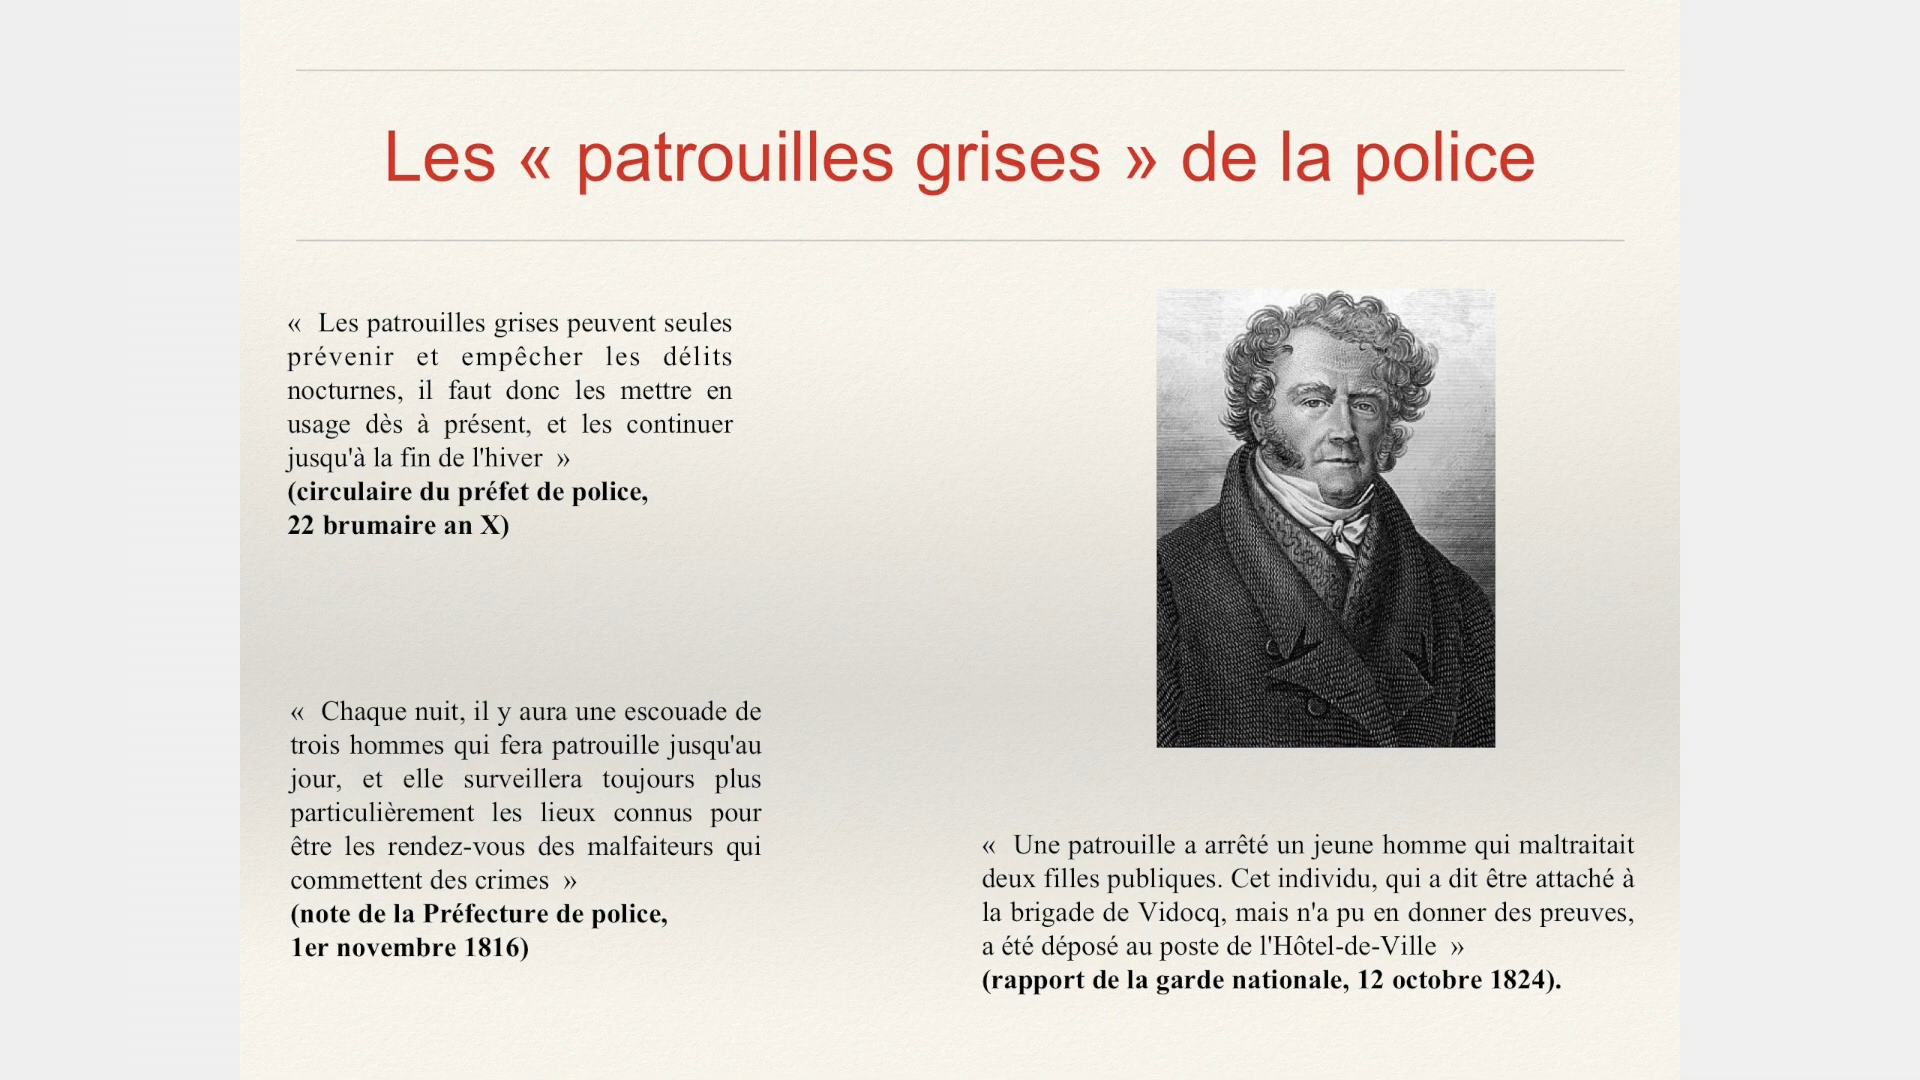 Les « patrouilles grises » de la police
« Les patrouilles grises peuvent seules
prévenir et empêcher les délits
nocturnes, il faut donc les mettre en
usage dès à présent, et les continuer
jusqu'à la fin de l'hiver »
(circulaire du préfet de police,
22 brumaire an X)
« Chaque nuit, il y aura une escouade de
trois hommes qui fera patrouille jusqu'au
jour, et elle surveillera toujours plus
particulièrement les lieux connus pour
être les rendez-vous des malfaiteurs qui
commettent des crimes »
(note de la Préfecture de police,
1er novembre 1816)
« Une patrouille a arrêté un jeune homme qui maltraitait
deux filles publiques. Cet individu, qui a dit être attaché à
la brigade de Vidocq, mais n'a pu en donner des preuves,
a été déposé au poste de l'Hôtel-de-Ville »
(rapport de la garde nationale, 12 octobre 1824).